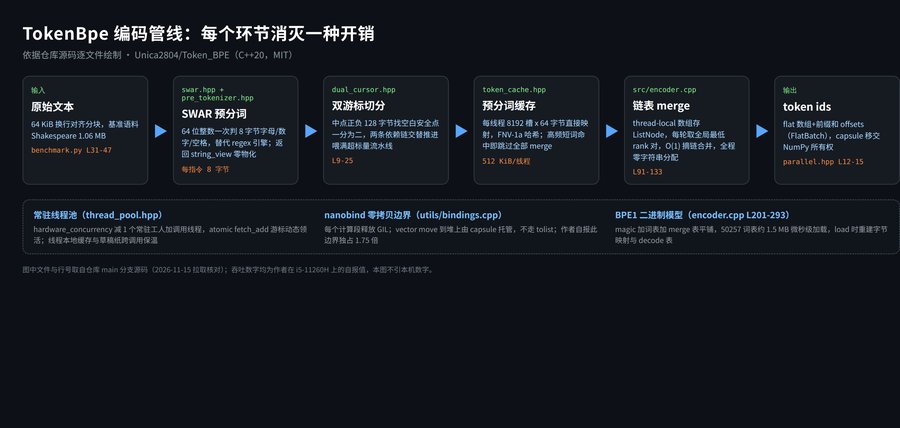 TokenBpe 编码管线：每个环节消灭一种开销
依据仓库源码逐文件绘制 · Unica2804/Token_BPE（C++20，MIT）
输入
原始文本
64 KiB 换行对齐分块，基准语料
Shakespeare 1.06 MB
benchmark.py L31-47
swar.hpp +
pre_tokenizer.hpp
SWAR 预分词
64 位整数一次判 8 字节字母/数
字/空格，替代 regex 引擎；返
回 string_view 零物化
每指令 8 字节
dual_cursor.hpp
双游标切分
中点正负 128 字节找空白安全点
一分为二，两条依赖链交替推进
喂满超标量流水线
L9-25
token_cache.hpp
预分词缓存
每线程 8192 槽 x 64 字节直接映
射，FNV-1a 哈希；高频短词命
中即跳过全部 merge
512 KiB/线程
src/encoder.cpp
链表 merge
thread-local 数组存
ListNode，每轮取全局最低
rank 对，O(1) 摘链合并，全程
零字符串分配
L91-133
输出
token ids
flat 数组+前缀和 offsets
（FlatBatch），capsule 移交
NumPy 所有权
parallel.hpp L12-15
常驻线程池（thread_pool.hpp）
hardware_concurrency 减 1 个常驻工人加调用线程，atomic fetch_add 游标动态领
活；线程本地缓存与草稿纸跨调用保温
nanobind 零拷贝边界（utils/bindings.cpp）
每个计算段释放 GIL；vector move 到堆上由 capsule 托管，不走 tolist；作者自报此
边界独占 1.75 倍
BPE1 二进制模型（encoder.cpp L201-293）
magic 加词表加 merge 表平铺，50257 词表约 1.5 MB 微秒级加载，load 时重建字节
映射与 decode 表
图中文件与行号取自仓库 main 分支源码（2026-11-15 拉取核对）；吞吐数字均为作者在 i5-11260H 上的自报值，本图不引本机数字。